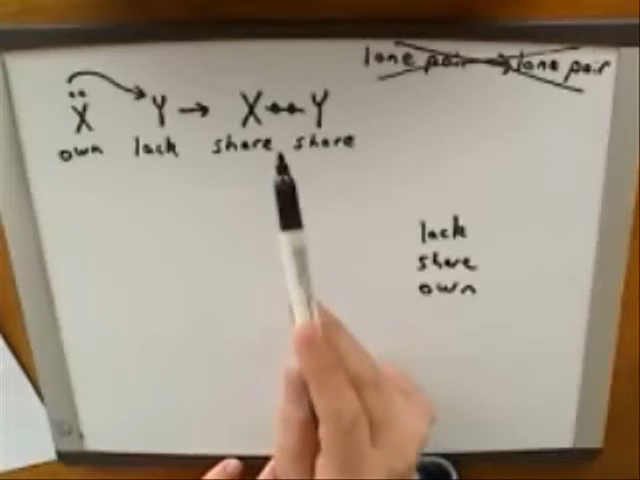 lone pair → lone pair
X Y → X Y
own lack share share
lack
share
own